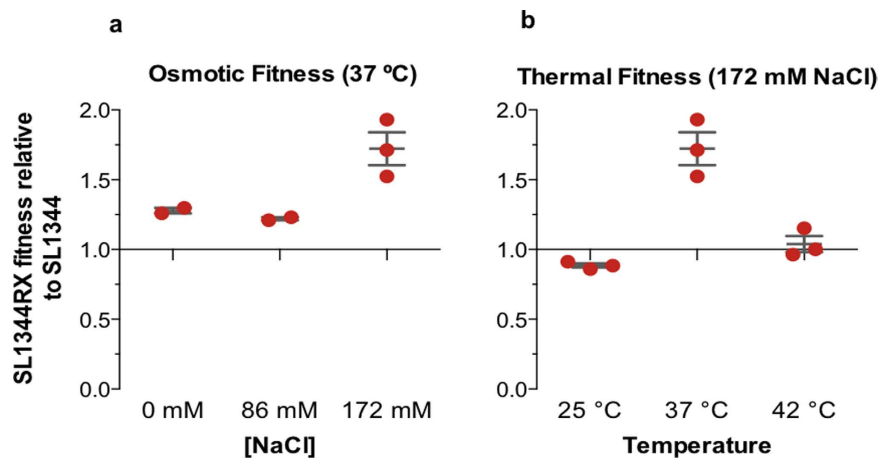 a
Osmotic Fitness (37 ºC)
SL1344RX fitness relative
to SL1344
2.0
1.5
1.0
0.5
0.0
0 mM
86 mM
172 mM
[NaCl]
b
Thermal Fitness (172 mM NaCl)
2.0
1.5
1.0
0.5
0.0
25 °C
37 °C
42 °C
Temperature